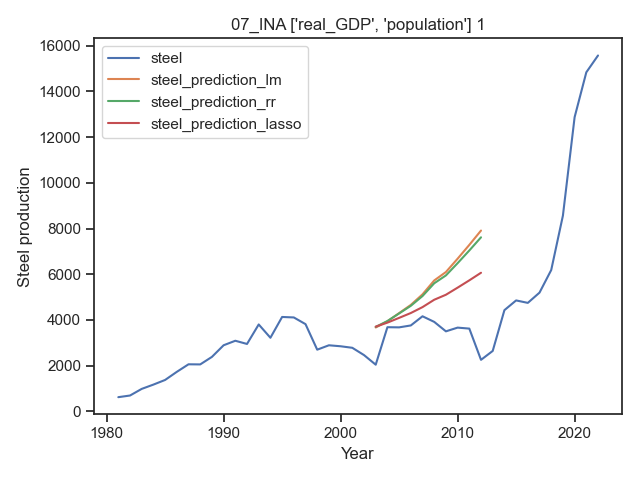 07_INA ['real_GDP', 'population'] 1
steel
steel_prediction_lm
steel_prediction_rr
steel_prediction_lasso
Steel production
16000
14000
12000
10000
8000
6000
4000
2000
0
1980
1990
2000
2010
2020
Year